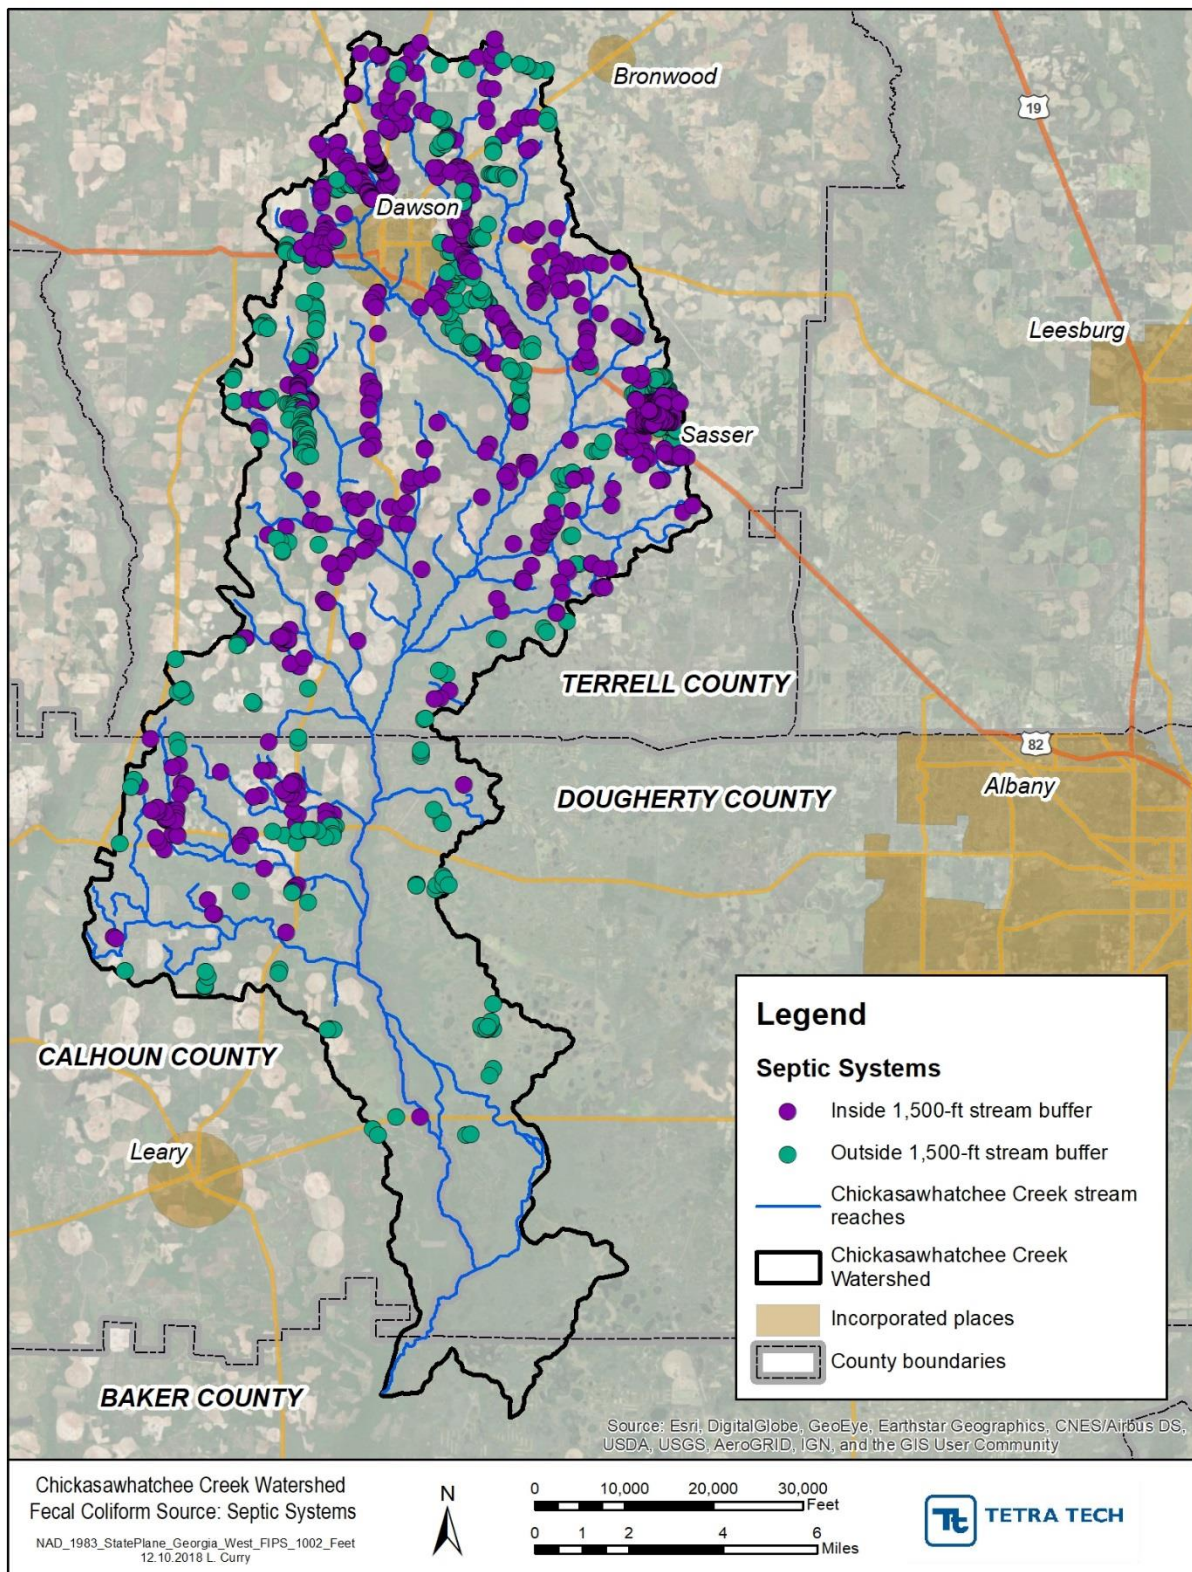 Bronwood
19
Dawson
Leesburg
Sasser
TERRELL COUNTY
82
Albany
DOUGHERTY COUNTY
CALHOUN COUNTY
Leary
BAKER COUNTY
Legend
Septic Systems
Inside 1,500-ft stream buffer
Outside 1,500-ft stream buffer
Chickasawhatchee Creek stream
reaches
Chickasawhatchee Creek
Watershed
Incorporated places
County boundaries
Source: Esri, DigitalGlobe, GeoEye, Earthstar Geographics, CNES/Airbus DS,
USDA, USGS, AeroGRID, IGN, and the GIS User Community
Chickasawhatchee Creek Watershed
Fecal Coliform Source: Septic Systems
NAD_1983_StatePlane_Georgia_West_FIPS_1002_Feet
12.10.2018 L. Curry
N
0 10,000 20,000 30,000
Feet
0 1 2 4 6
Miles
Tt TETRA TECH